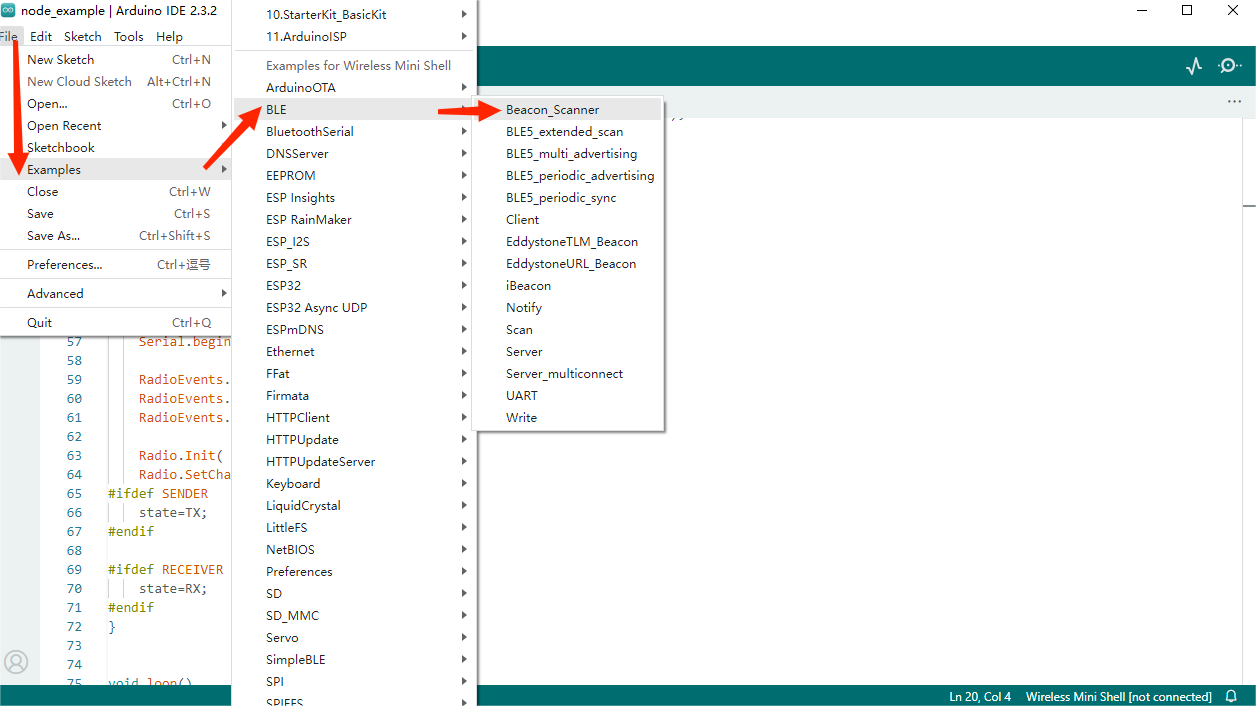 node_example | Arduino IDE 2.3.2
File Edit Sketch Tools Help
New Sketch Ctrl+N
New Cloud Sketch Alt+Ctrl+N
Open... Ctrl+O
Open Recent
Sketchbook
Examples
Close Ctrl+W
Save Ctrl+S
Save As... Ctrl+Shift+S
Preferences... Ctrl+逗号
Advanced
Quit Ctrl+Q
10.StarterKit_BasicKit
11.ArduinoISP
Examples for Wireless Mini Shell
ArduinoOTA
BLE
BluetoothSerial
DNSServer
EEPROM
ESP Insights
ESP RainMaker
ESP_I2S
ESP_SR
ESP32
ESP32 Async UDP
ESPmDNS
Ethernet
FFat
Firmata
HTTPClient
HTTPUpdate
HTTPUpdateServer
Keyboard
LiquidCrystal
LittleFS
NetBIOS
Preferences
SD
SD_MMC
Servo
SimpleBLE
SPI
SPIFFS
Beacon_Scanner
BLE5_extended_scan
BLE5_multi_advertising
BLE5_periodic_advertising
BLE5_periodic_sync
Client
EddystoneTLM_Beacon
EddystoneURL_Beacon
iBeacon
Notify
Scan
Server
Server_multiconnect
UART
Write
57 Serial.begin
58
59 RadioEvents.
60 RadioEvents.
61 RadioEvents.
62
63 Radio.Init(
64 Radio.SetCha
65 #ifdef SENDER
66 state=TX;
67 #endif
68
69 #ifdef RECEIVER
70 state=RX;
71 #endif
72 }
73
74
75 void loop()
Ln 20, Col 4 Wireless Mini Shell [not connected]